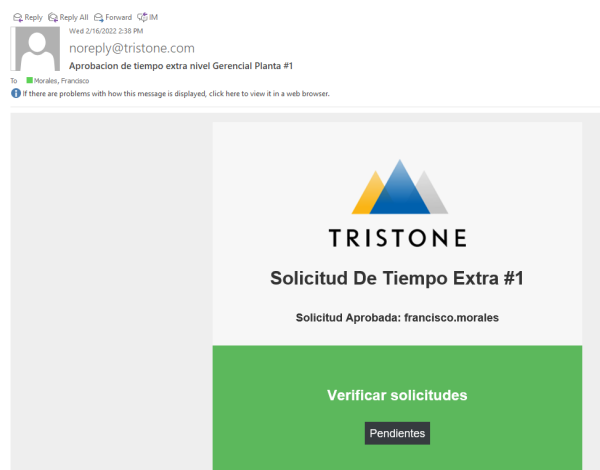 Reply Reply All Forward IM
Wed 2/16/2022 2:38 PM
noreply@tristone.com
Aprobacion de tiempo extra nivel Gerencial Planta #1
To Morales, Francisco
If there are problems with how this message is displayed, click here to view it in a web browser.
TRISTONE
Solicitud De Tiempo Extra #1
Solicitud Aprobada: francisco.morales
Verificar solicitudes
Pendientes